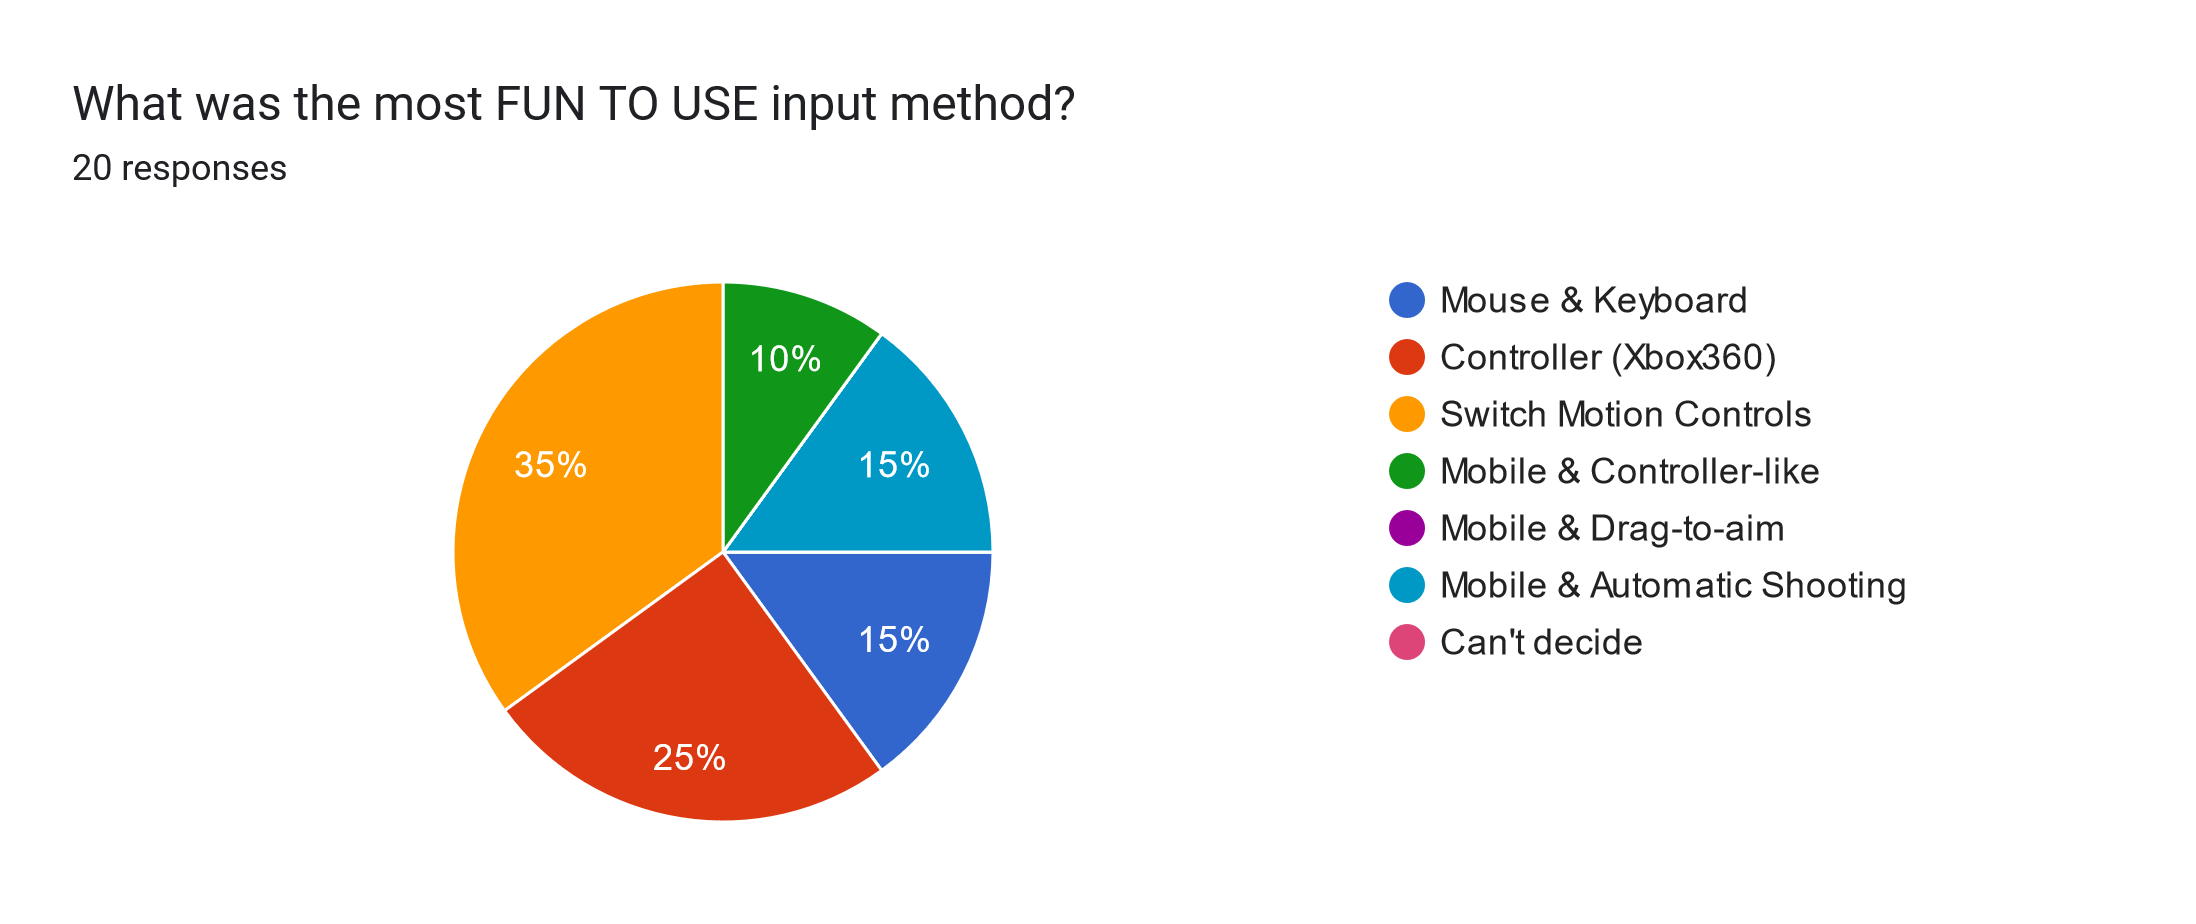 What was the most FUN TO USE input method?
20 responses
10%
15%
35%
15%
25%
Mouse & Keyboard
Controller (Xbox360)
Switch Motion Controls
Mobile & Controller-like
Mobile & Drag-to-aim
Mobile & Automatic Shooting
Can't decide